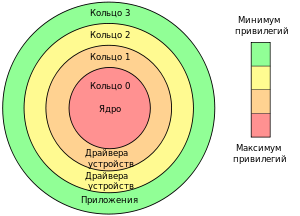 Кольцо 3
Кольцо 2
Кольцо 1
Кольцо 0
Ядро
Драйвера
устройств
Драйвера
устройств
Приложения
Минимум
привилегий
Максимум
привилегий